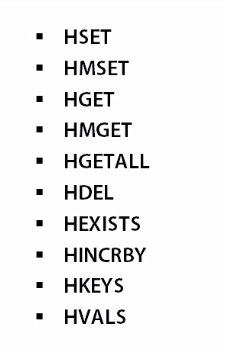 ▪ HSET
▪ HMSET
▪ HGET
▪ HMGET
▪ HGETALL
▪ HDEL
▪ HEXISTS
▪ HINCRBY
▪ HKEYS
▪ HVALS